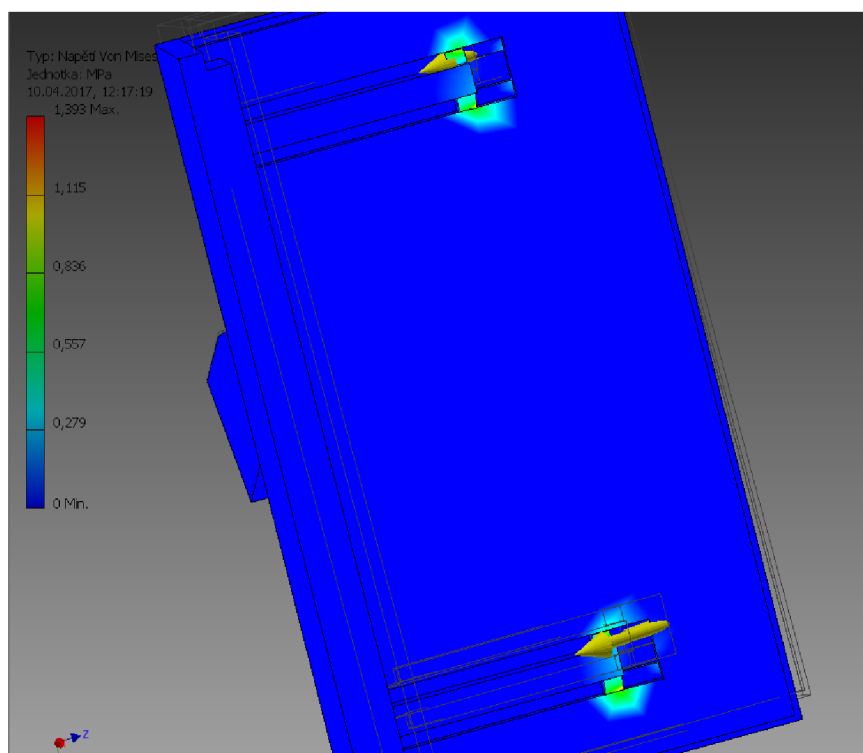 Typ: Napětí Von Mises
Jednotka: MPa
10.04.2017, 12:17:19
1,393 Max.
1,115
0,836
0,557
0,279
0 Min.
Z